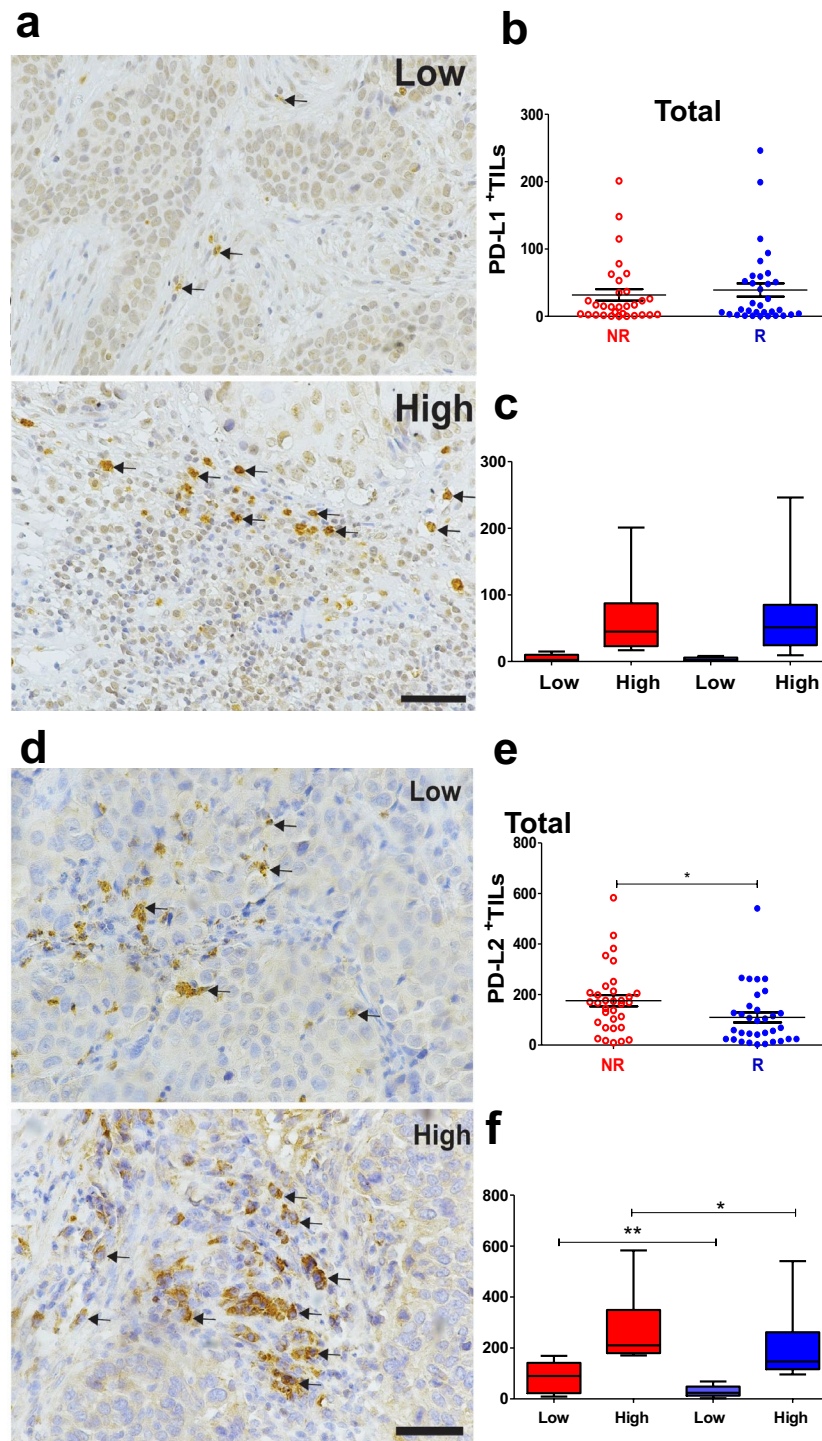 a
Low
High
b
Total
PD-L1 +TILs
300
200
100
0
NR
R
c
300
200
100
0
Low
High
Low
High
d
Low
High
e
Total
PD-L2 +TILs
800
600
400
200
0
*
NR
R
f
800
600
400
200
0
**
*
Low
High
Low
High